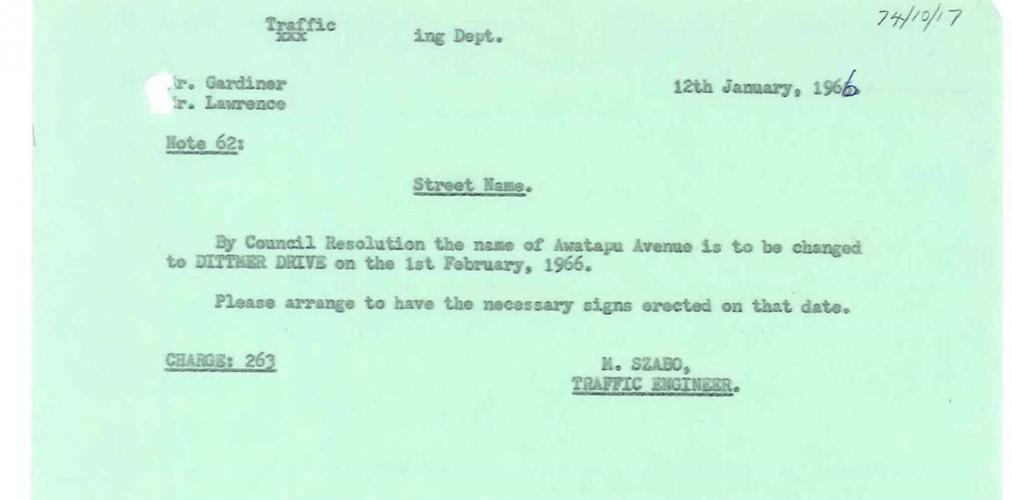 74/10/17
Traffic
xxx ing Dept.
r. Gardiner 12th January, 1966
r. Lawrence
Note 62:
Street Name.
By Council Resolution the name of Awatapu Avenue is to be changed
to DITTMER DRIVE on the 1st February, 1966.
Please arrange to have the necessary signs erected on that date.
CHARGE: 263
M. SZABO,
TRAFFIC ENGINEER.